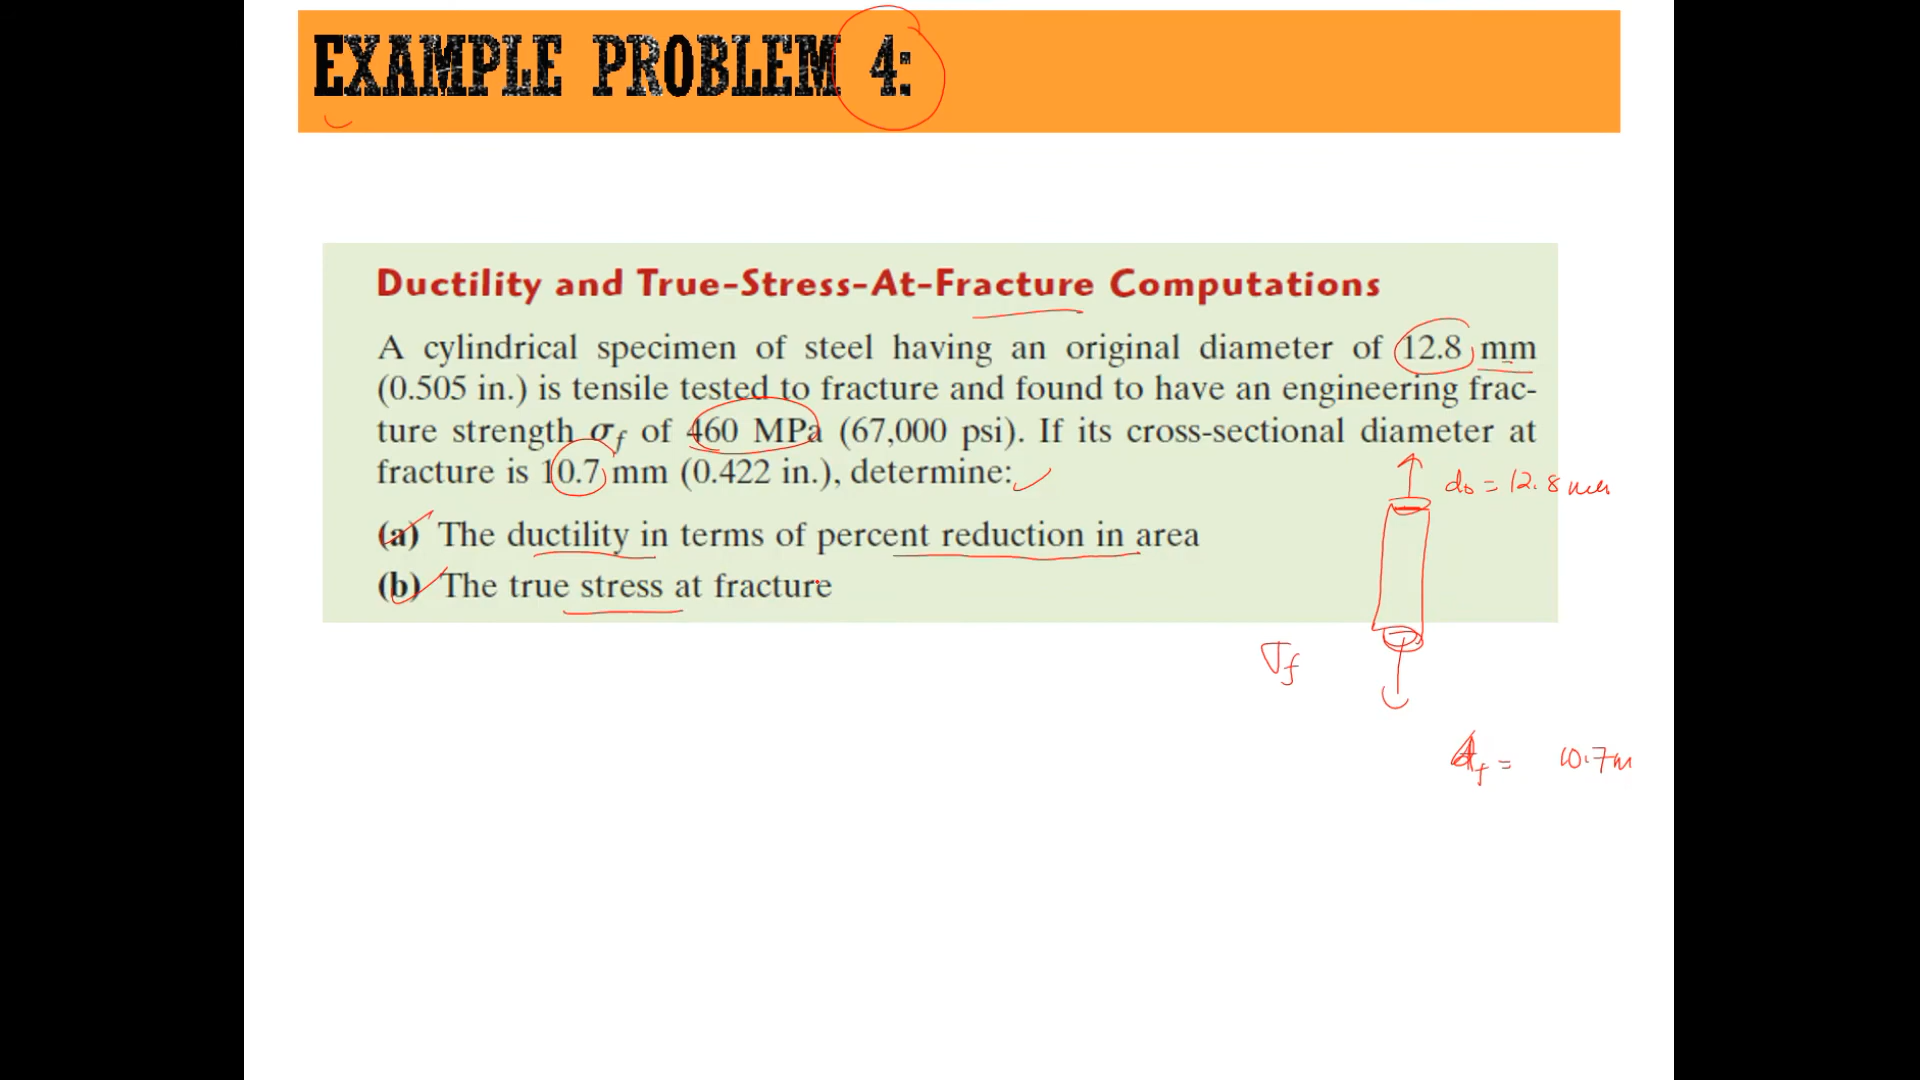 EXAMPLE PROBLEM 4:
Ductility and True-Stress-At-Fracture Computations
A cylindrical specimen of steel having an original diameter of 12.8 mm
(0.505 in.) is tensile tested to fracture and found to have an engineering frac-
ture strength σf of 460 MPa (67,000 psi). If its cross-sectional diameter at
fracture is 10.7 mm (0.422 in.), determine:
d₀ = 12.8 mm
(a) The ductility in terms of percent reduction in area
(b) The true stress at fracture
σf
df = 10.7m